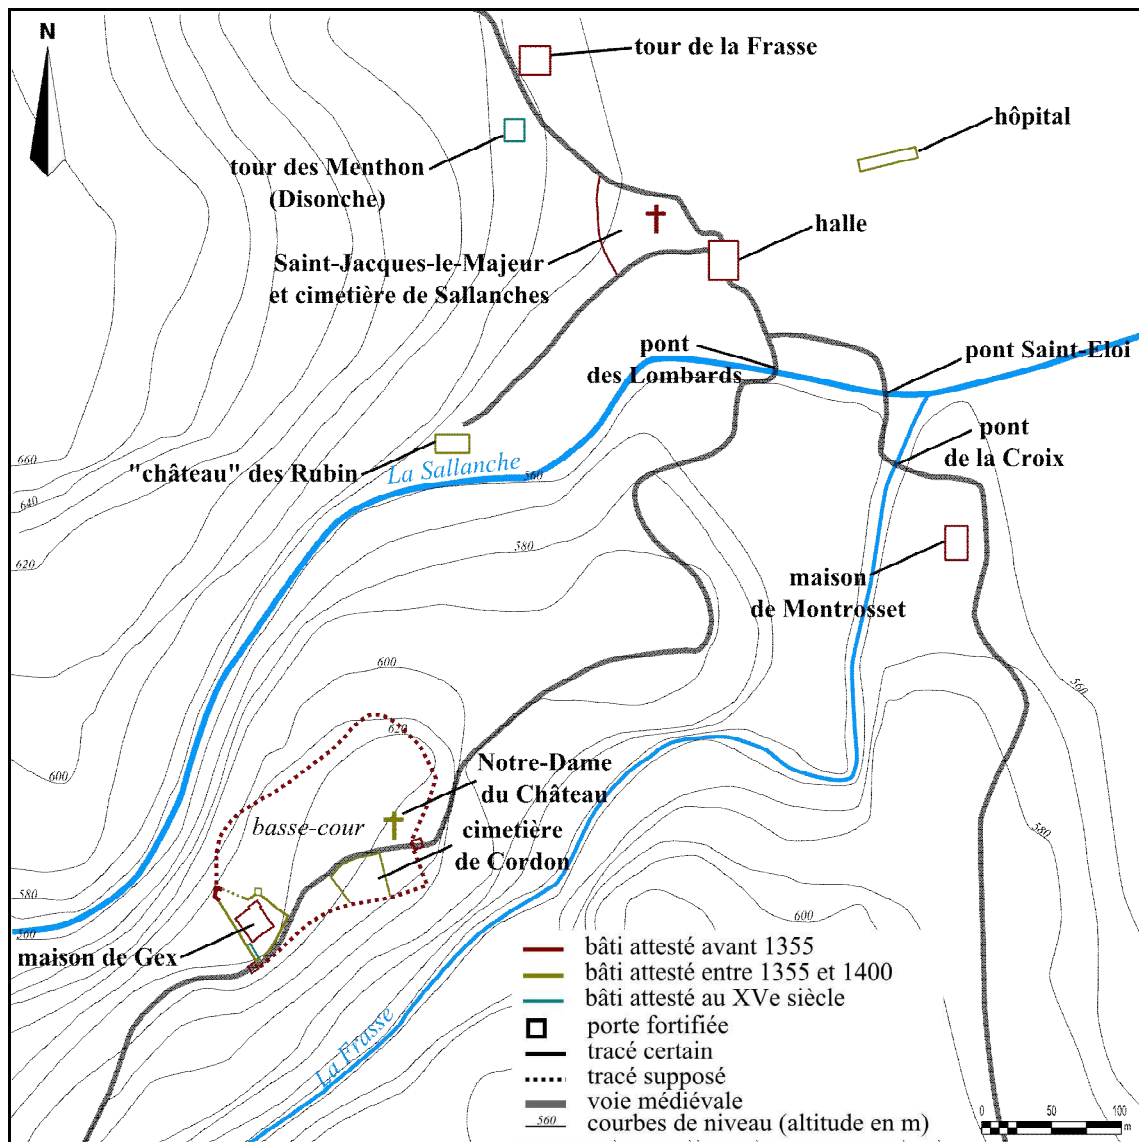 N
tour de la Frasse
hôpital
tour des Menthon
(Disonche)
halle
Saint-Jacques-le-Majeur
et cimetière de Sallanches
pont
des Lombards
pont Saint-Eloi
pont
de la Croix
"château" des Rubin
La Sallanche
660
640
620
560
580
maison
de Montrosset
600
620
560
600
Notre-Dame
du Château
basse-cour
cimetière
de Cordon
580
580
560
600
maison de Gex
La Frasse
bâti attesté avant 1355
bâti attesté entre 1355 et 1400
bâti attesté au XVe siècle
porte fortifiée
tracé certain
tracé supposé
voie médiévale
560 courbes de niveau (altitude en m)
0 50 100
m